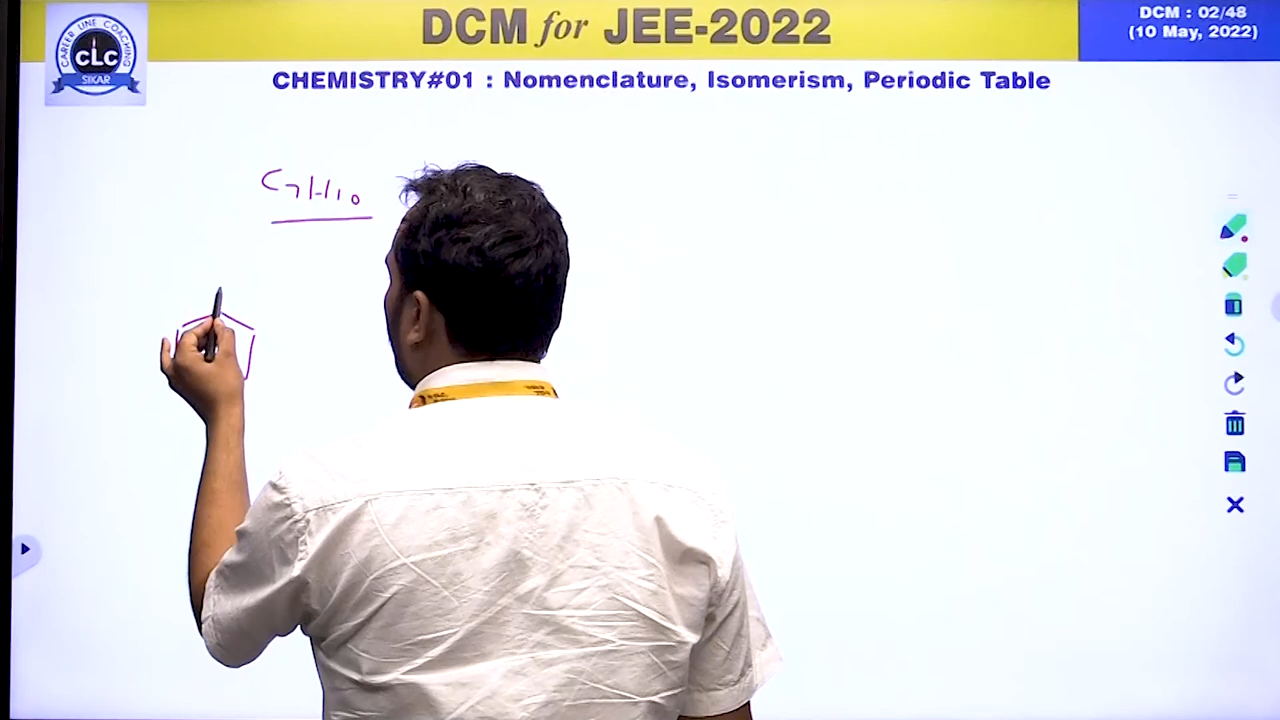 DCM for JEE-2022
DCM : 02/48
(10 May, 2022)
CAREER LINE COACHING
CLC
SIKAR
CHEMISTRY#01 : Nomenclature, Isomerism, Periodic Table
C7H10